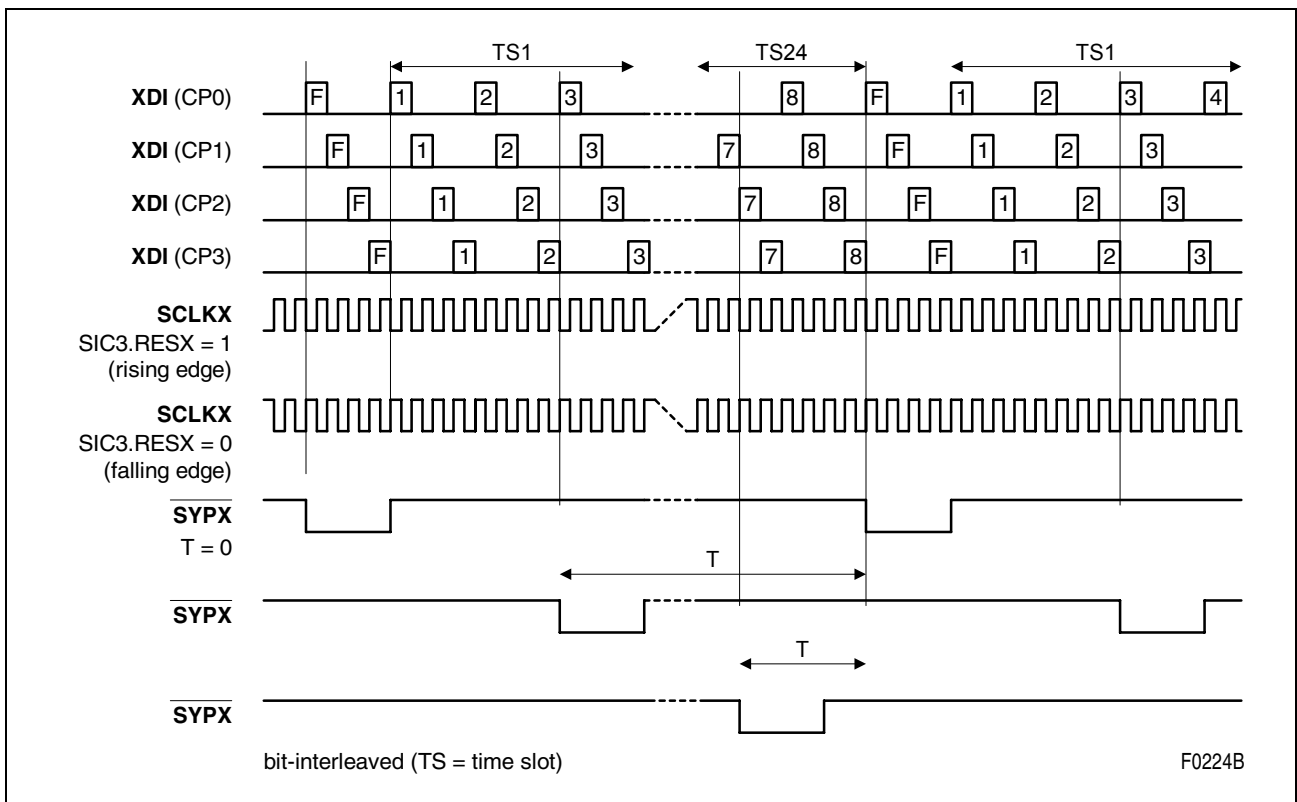 TS1 TS24 TS1
XDI (CP0) F 1 2 3 8 F 1 2 3 4
XDI (CP1) F 1 2 3 7 8 F 1 2 3
XDI (CP2) F 1 2 3 7 8 F 1 2 3
XDI (CP3) F 1 2 3 7 8 F 1 2 3
SCLKX
SIC3.RESX = 1
(rising edge)
SCLKX
SIC3.RESX = 0
(falling edge)
SYPX
T = 0
T
SYPX
T
SYPX
bit-interleaved (TS = time slot) F0224B